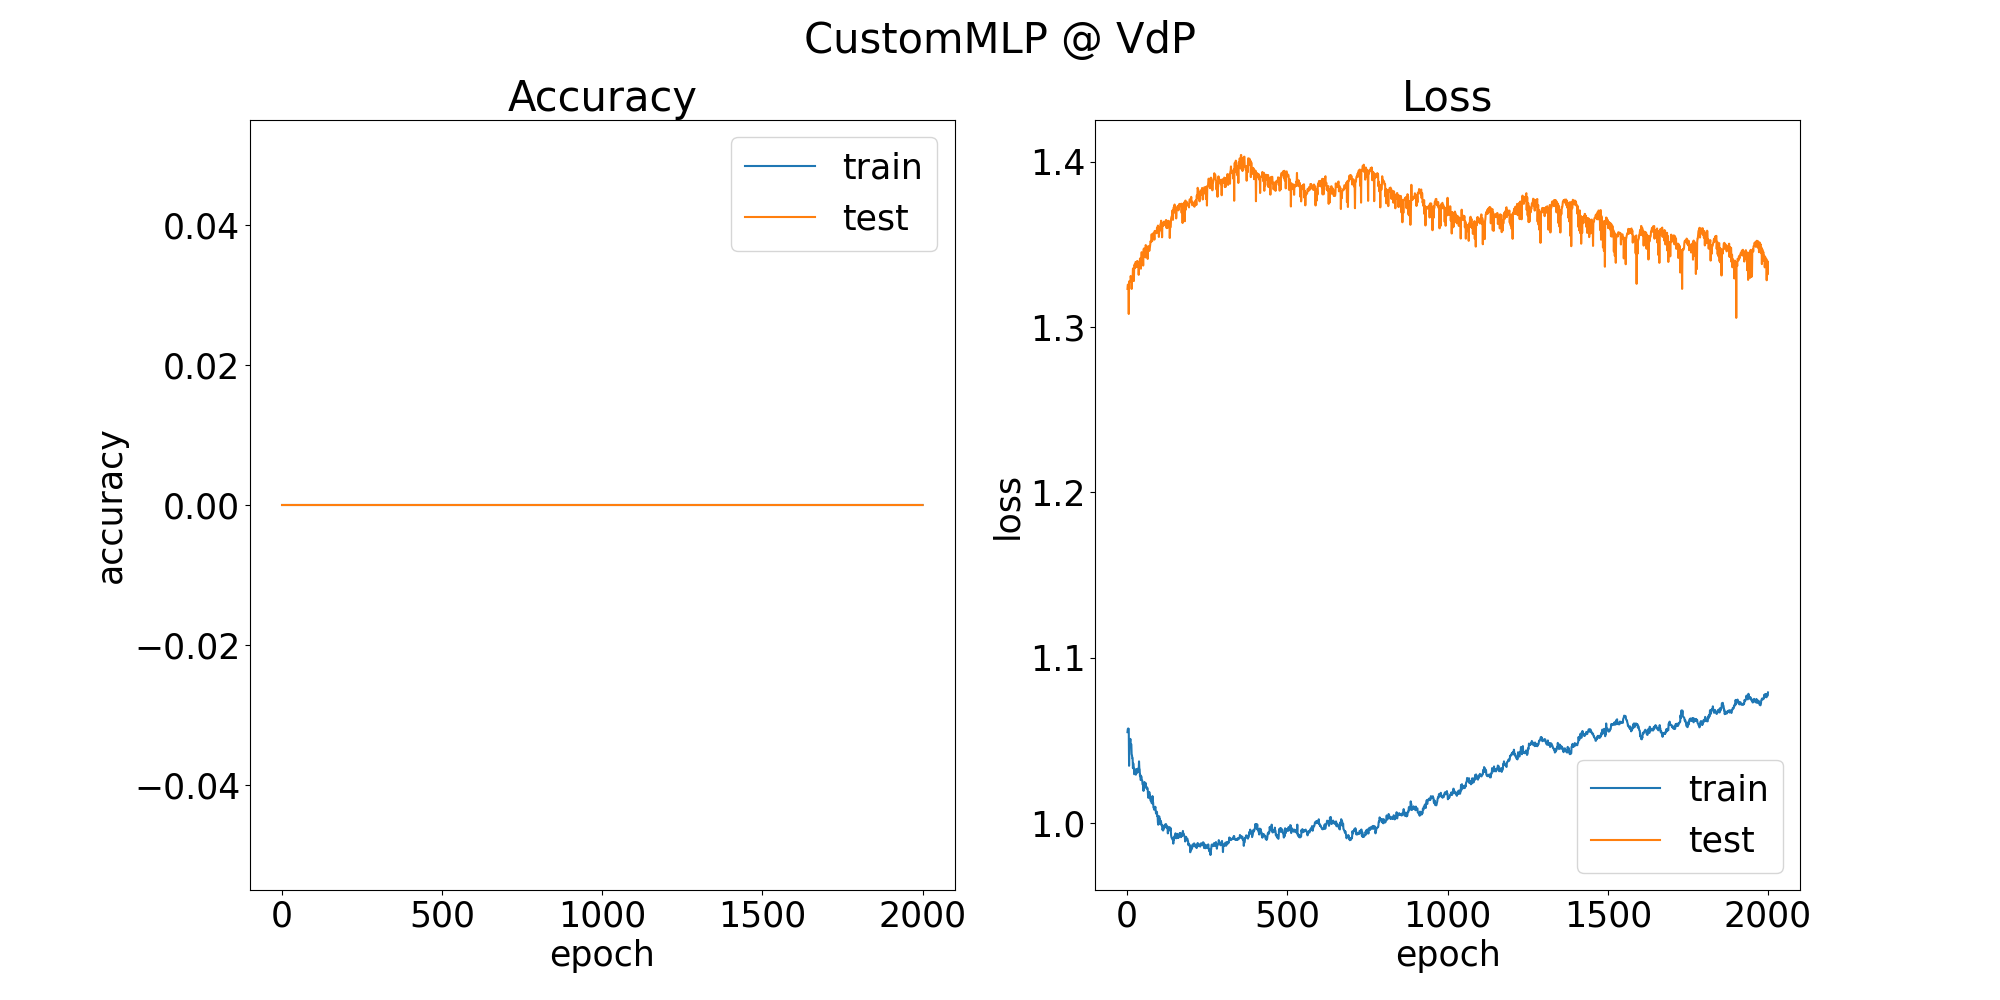 CustomMLP @ VdP
Accuracy
train
test
0.04
0.02
0.00
−0.02
−0.04
accuracy
0
500
1000
1500
2000
epoch
Loss
1.4
1.3
1.2
1.1
1.0
loss
train
test
0
500
1000
1500
2000
epoch